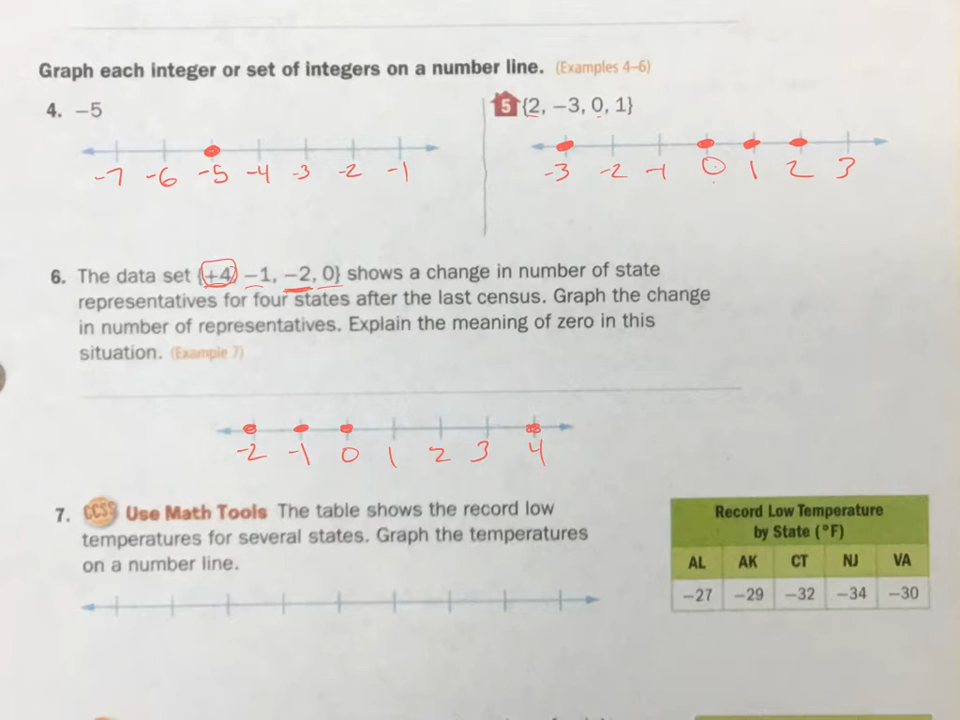 Graph each integer or set of integers on a number line. (Examples 4–6)
4. −5
5 {2, −3, 0, 1}
-7 -6 -5 -4 -3 -2 -1
-3 -2 -1 0 1 2 3
6. The data set {+4, −1, −2, 0} shows a change in number of state
representatives for four states after the last census. Graph the change
in number of representatives. Explain the meaning of zero in this
situation. (Example 7)
-2 -1 0 1 2 3 4
7. CCSS Use Math Tools The table shows the record low
temperatures for several states. Graph the temperatures
on a number line.
Record Low Temperature
by State (°F)
AL AK CT NJ VA
−27 −29 −32 −34 −30